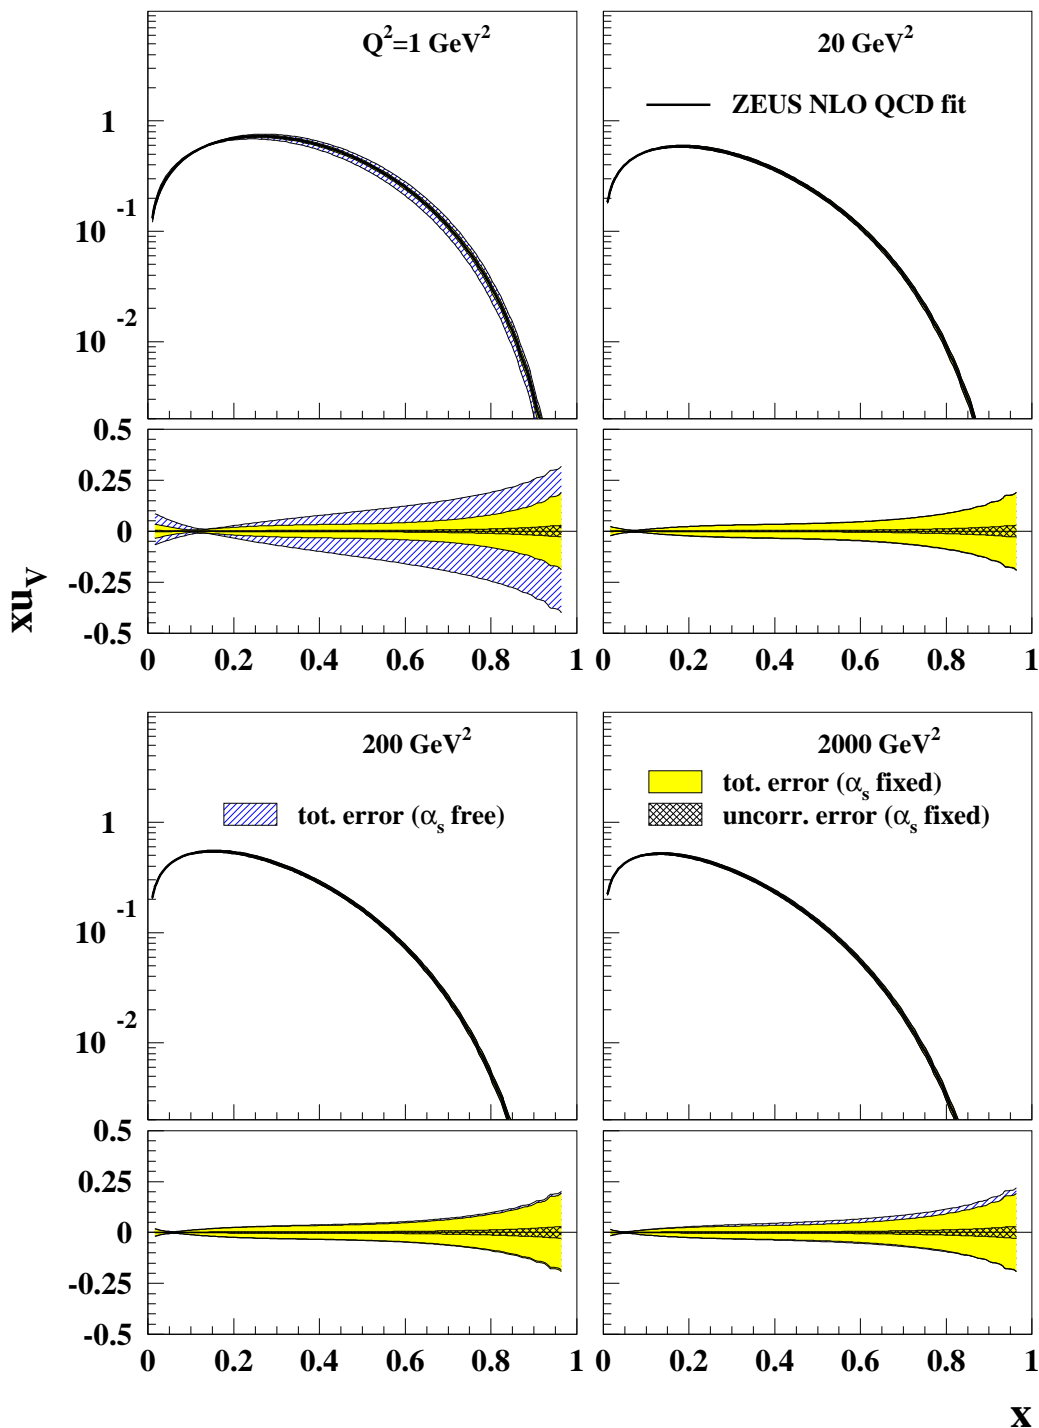 Q²=1 GeV²
20 GeV²
ZEUS NLO QCD fit
1
10⁻¹
10⁻²
0.5
0.25
0
-0.25
-0.5
xu_V
0 0.2 0.4 0.6 0.8 1
0 0.2 0.4 0.6 0.8 1
200 GeV²
2000 GeV²
tot. error (α_s free)
tot. error (α_s fixed)
uncorr. error (α_s fixed)
1
10⁻¹
10⁻²
0.5
0.25
0
-0.25
-0.5
0 0.2 0.4 0.6 0.8 1
0 0.2 0.4 0.6 0.8 1
x